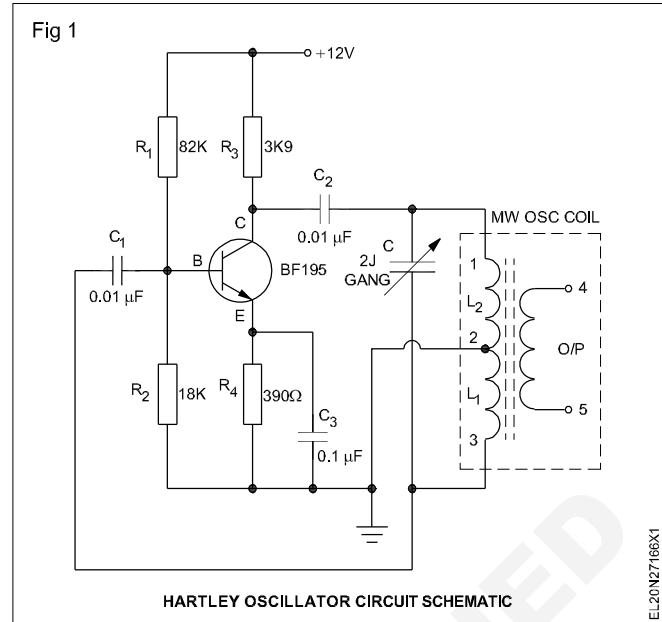 Fig 1
+12V
R1 82K
R3 3K9
C2
0.01 µF
C
C
2J
GANG
MW OSC COIL
C1
0.01 µF
B
BF195
E
1
L2
2
L1
3
4
O/P
5
R2 18K
R4 390Ω
C3
0.1 µF
HARTLEY OSCILLATOR CIRCUIT SCHEMATIC
EL20N27166X1